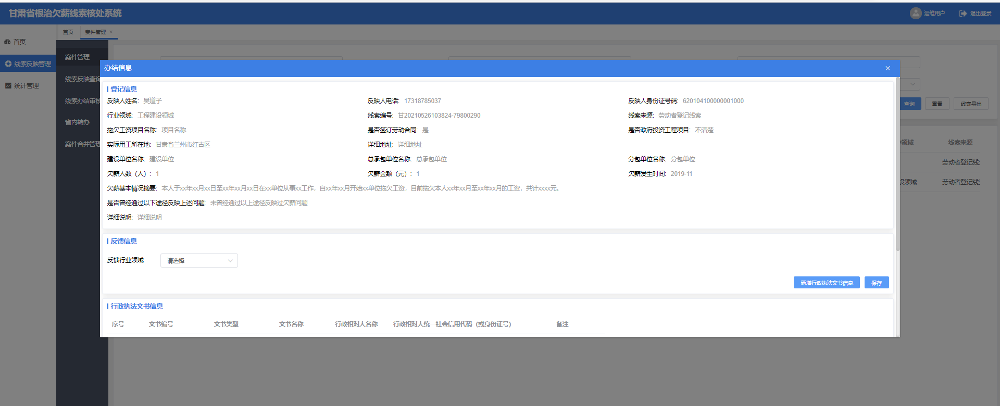 甘肃省根治欠薪线索核处系统
运维用户 退出登录
首页 案件管理 ×
首页
线索反映管理
统计管理
案件管理
线索反映查询
线索办结审核
省内转办
案件合并管理
查询 重置 线索导出
领域 线索来源
劳动者登记线
设领域 劳动者登记线
办结信息
登记信息
反映人姓名: 吴道子 反映人电话: 17318785037 反映人身份证号码: 620104100000001000
行业领域: 工程建设领域 线索编号: 甘20210526103824-79800290 线索来源: 劳动者登记线索
拖欠工资项目名称: 项目名称 是否签订劳动合同: 是 是否政府投资工程项目: 不清楚
实际用工所在地: 甘肃省兰州市红古区 详细地址: 详细地址
建设单位名称: 建设单位 总承包单位名称: 总承包单位 分包单位名称: 分包单位
欠薪人数（人）: 1 欠薪金额（元）: 1 欠薪发生时间: 2019-11
欠薪基本情况摘要: 本人于xx年xx月xx日至xx年xx月xx日在xx单位从事xx工作，自xx年xx月开始xx单位拖欠工资，目前拖欠本人xx年xx月至xx年xx月的工资，共计xxxx元。
是否曾经通过以下途径反映上述问题: 未曾经通过以上途径反映过欠薪问题
详细说明: 详细说明
反馈信息
反馈行业领域 请选择
新增行政执法文书信息 保存
行政执法文书信息
序号 文书编号 文书类型 文书名称 行政相对人名称 行政相对人统一社会信用代码（或身份证号） 备注